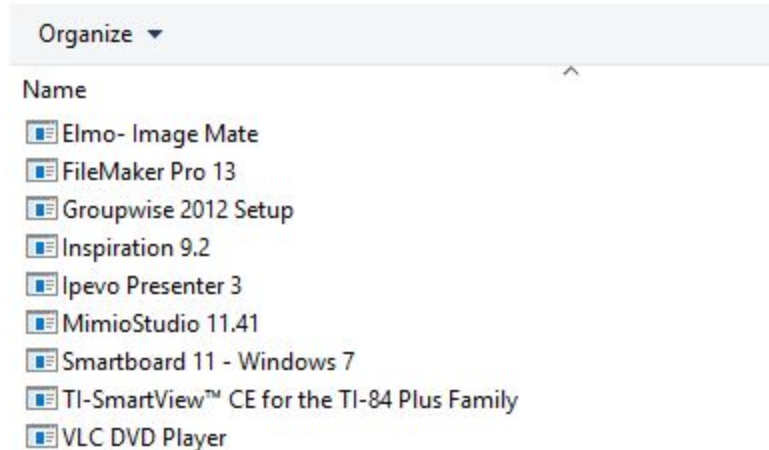 Organize
Name
Elmo- Image Mate
FileMaker Pro 13
Groupwise 2012 Setup
Inspiration 9.2
Ipevo Presenter 3
MimioStudio 11.41
Smartboard 11 - Windows 7
TI-SmartView™ CE for the TI-84 Plus Family
VLC DVD Player